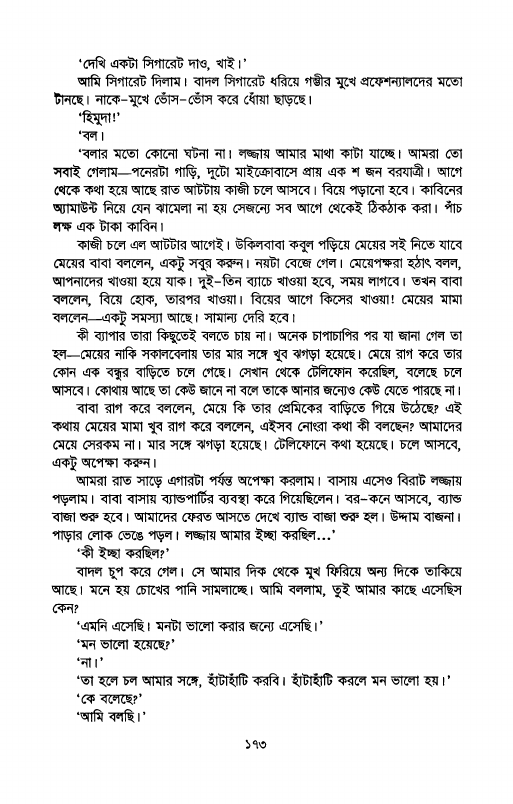 ‘দেখি একটা সিগারেট দাও, খাই।’
আমি সিগারেট দিলাম। বাদল সিগারেট ধরিয়ে গম্ভীর মুখে প্রফেশন্যালদের মতো
টানছে। নাকে-মুখে ভোঁস-ভোঁস করে ধোঁয়া ছাড়ছে।
‘হিমুদা!’
‘বল।
‘বলার মতো কোনো ঘটনা না। লজ্জায় আমার মাথা কাটা যাচ্ছে। আমরা তো
সবাই গেলাম—পনেরটা গাড়ি, দুটো মাইক্রোবাসে প্রায় এক শ জন বরযাত্রী। আগে
থেকে কথা হয়ে আছে রাত আটটায় কাজী চলে আসবে। বিয়ে পড়ানো হবে। কাবিনের
অ্যামাউন্ট নিয়ে যেন ঝামেলা না হয় সেজন্যে সব আগে থেকেই ঠিকঠাক করা। পাঁচ
লক্ষ এক টাকা কাবিন।
কাজী চলে এল আটটার আগেই। উকিলবাবা কবুল পড়িয়ে মেয়ের সই নিতে যাবে
মেয়ের বাবা বললেন, একটু সবুর করুন। নয়টা বেজে গেল। মেয়েপক্ষরা হঠাৎ বলল,
আপনাদের খাওয়া হয়ে যাক। দুই-তিন ব্যাচে খাওয়া হবে, সময় লাগবে। তখন বাবা
বললেন, বিয়ে হোক, তারপর খাওয়া। বিয়ের আগে কিসের খাওয়া! মেয়ের মামা
বললেন—একটু সমস্যা আছে। সামান্য দেরি হবে।
কী ব্যাপার তারা কিছুতেই বলতে চায় না। অনেক চাপাচাপির পর যা জানা গেল তা
হল—মেয়ের নাকি সকালবেলায় তার মার সঙ্গে খুব ঝগড়া হয়েছে। মেয়ে রাগ করে তার
কোন এক বন্ধুর বাড়িতে চলে গেছে। সেখান থেকে টেলিফোন করেছিল, বলেছে চলে
আসবে। কোথায় আছে তা কেউ জানে না বলে তাকে আনার জন্যেও কেউ যেতে পারছে না।
বাবা রাগ করে বললেন, মেয়ে কি তার প্রেমিকের বাড়িতে গিয়ে উঠেছে? এই
কথায় মেয়ের মামা খুব রাগ করে বললেন, এইসব নোংরা কথা কী বলছেন? আমাদের
মেয়ে সেরকম না। মার সঙ্গে ঝগড়া হয়েছে। টেলিফোনে কথা হয়েছে। চলে আসবে,
একটু অপেক্ষা করুন।
আমরা রাত সাড়ে এগারটা পর্যন্ত অপেক্ষা করলাম। বাসায় এসেও বিরাট লজ্জায়
পড়লাম। বাবা বাসায় ব্যান্ডপার্টির ব্যবস্থা করে গিয়েছিলেন। বর-কনে আসবে, ব্যান্ড
বাজা শুরু হবে। আমাদের ফেরত আসতে দেখে ব্যান্ড বাজা শুরু হল। উদ্দাম বাজনা।
পাড়ার লোক ভেঙে পড়ল। লজ্জায় আমার ইচ্ছা করছিল...’
‘কী ইচ্ছা করছিল?’
বাদল চুপ করে গেল। সে আমার দিক থেকে মুখ ফিরিয়ে অন্য দিকে তাকিয়ে
আছে। মনে হয় চোখের পানি সামলাচ্ছে। আমি বললাম, তুই আমার কাছে এসেছিস
কেন?
‘এমনি এসেছি। মনটা ভালো করার জন্যে এসেছি।’
‘মন ভালো হয়েছে?’
‘না।’
‘তা হলে চল আমার সঙ্গে, হাঁটাহাঁটি করবি। হাঁটাহাঁটি করলে মন ভালো হয়।’
‘কে বলেছে?’
‘আমি বলছি।’
১৭৩